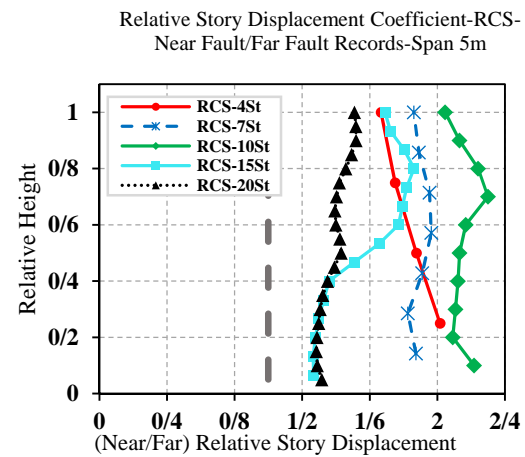 Relative Story Displacement Coefficient-RCS-
Near Fault/Far Fault Records-Span 5m
1
0/8
0/6
0/4
0/2
0
Relative Height
RCS-4St
RCS-7St
RCS-10St
RCS-15St
RCS-20St
0 0/4 0/8 1/2 1/6 2 2/4
(Near/Far) Relative Story Displacement